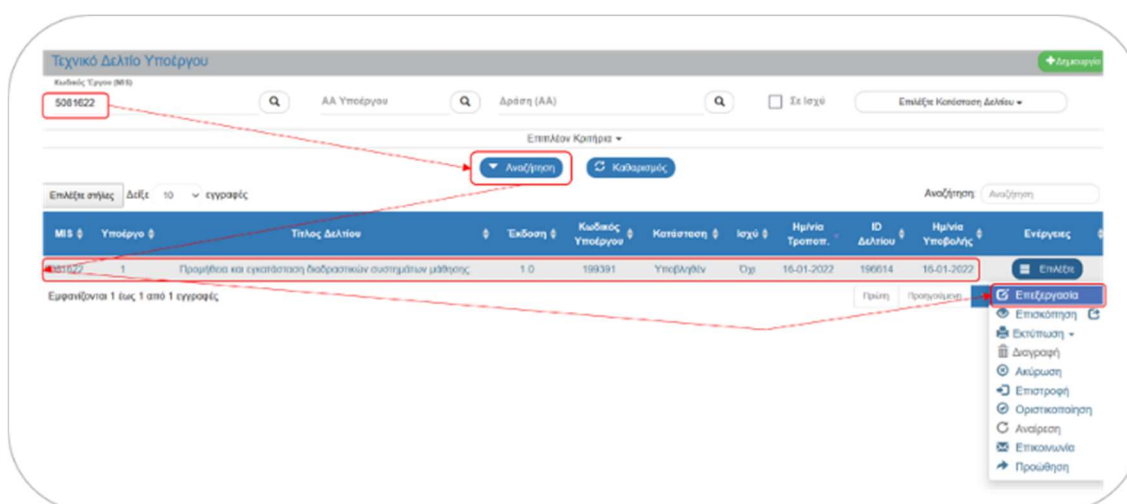 Τεχνικό Δελτίο Υποέργου
Δημιουργία
Κωδικός Έργου (MIS)
5081622
ΑΑ Υποέργου
Δράση (ΑΑ)
Σε Ισχύ
Επιλέξτε Κατάσταση Δελτίου
Επιπλέον Κριτήρια
Αναζήτηση
Καθαρισμός
Επιλέξτε στήλες Δείξε 10 εγγραφές
Αναζήτηση: Αναζήτηση
MIS Υποέργο Τίτλος Δελτίου Έκδοση Κωδικός Υποέργου Κατάσταση Ισχύ Ημ/νία Τροποπ. ID Δελτίου Ημ/νία Υποβολής Ενέργειες
5081622 1 Προμήθεια και εγκατάσταση διαδραστικών συστημάτων μάθησης 1.0 199391 Υποβληθέν Όχι 16-01-2022 196614 16-01-2022 Επιλέξτε
Εμφανίζονται 1 έως 1 από 1 εγγραφές
Πρώτη Προηγούμενη
Επεξεργασία
Επισκόπηση
Εκτύπωση
Διαγραφή
Ακύρωση
Επιστροφή
Οριστικοποίηση
Αναίρεση
Επικοινωνία
Προώθηση